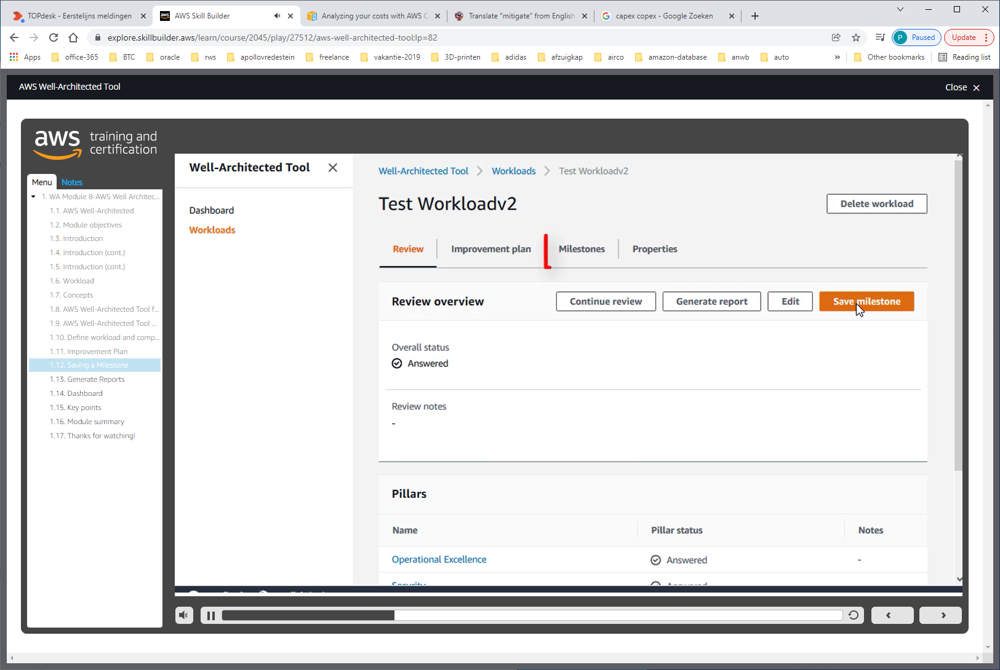 TOPdesk - Eerstelijns meldingen
AWS Skill Builder
Analyzing your costs with AWS C
Translate "mitigate" from English
capex copex - Google Zoeken
explore.skillbuilder.aws/learn/course/2045/play/27512/aws-well-architected-tool;lp=82
P Paused
Update
Apps
office-365
BTC
oracle
rws
apollovredestein
freelance
vakantie-2019
3D-printen
adidas
afzuigkap
airco
amazon-database
anwb
auto
»
Other bookmarks
Reading list
AWS Well-Architected Tool
Close
aws training and certification
Menu
Notes
1. WA Module 8-AWS Well Architec...
1.1. AWS Well-Architected
1.2. Module objectives
1.3. Introduction
1.4. Introduction (cont.)
1.5. Introduction (cont.)
1.6. Workload
1.7. Concepts
1.8. AWS Well-Architected Tool f...
1.9. AWS Well-Architected Tool ...
1.10. Define workload and comp...
1.11. Improvement Plan
1.12. Saving a Milestone
1.13. Generate Reports
1.14. Dashboard
1.15. Key points
1.16. Module summary
1.17. Thanks for watching!
Well-Architected Tool
Dashboard
Workloads
Well-Architected Tool > Workloads > Test Workloadv2
Test Workloadv2
Delete workload
Review
Improvement plan
Milestones
Properties
Review overview
Continue review
Generate report
Edit
Save milestone
Overall status
Answered
Review notes
-
Pillars
Name
Pillar status
Notes
Operational Excellence
Answered
-
Security
Answered